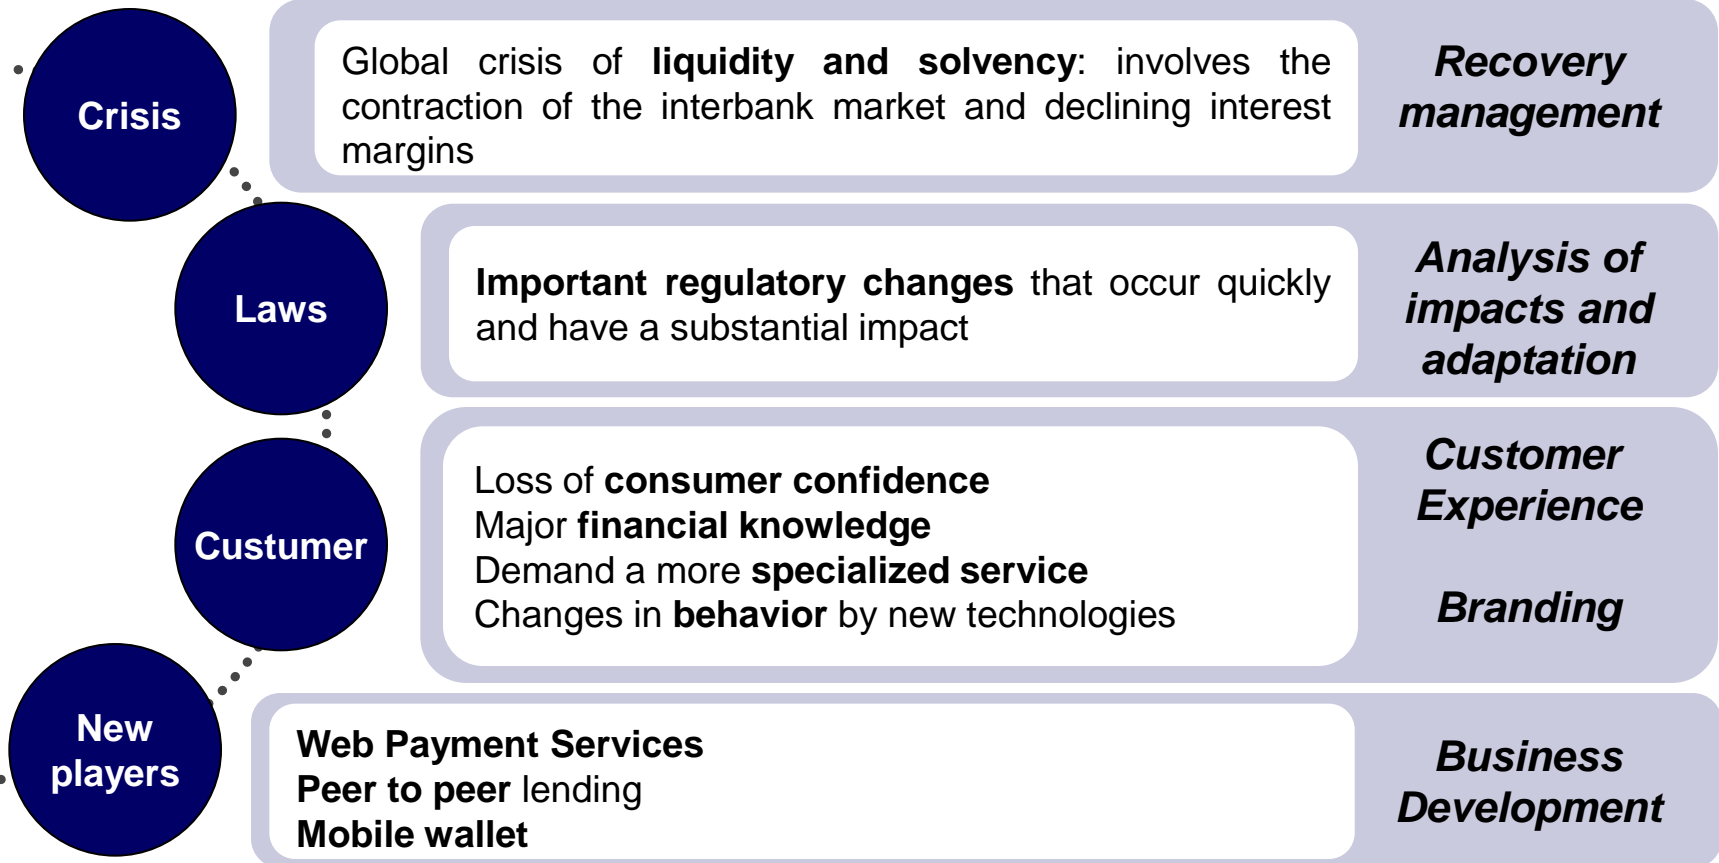 Crisis
Global crisis of liquidity and solvency: involves the
contraction of the interbank market and declining interest
margins
Recovery
management
Laws
Important regulatory changes that occur quickly
and have a substantial impact
Analysis of
impacts and
adaptation
Custumer
Loss of consumer confidence
Major financial knowledge
Demand a more specialized service
Changes in behavior by new technologies
Customer
Experience
Branding
New
players
Web Payment Services
Peer to peer lending
Mobile wallet
Business
Development